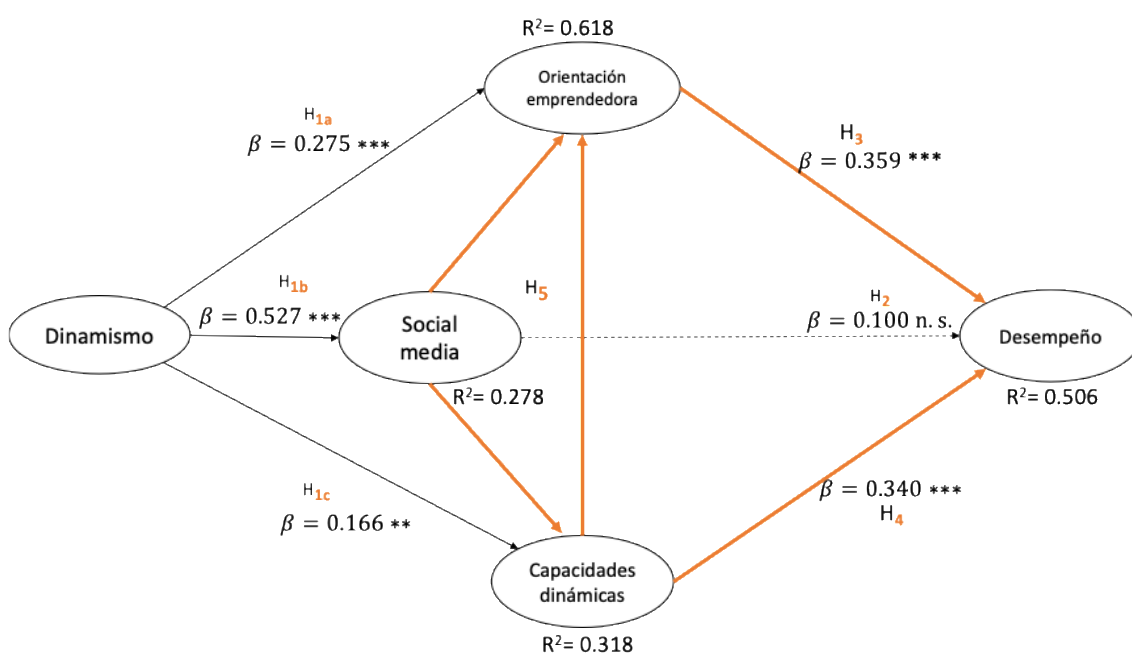 R²= 0.618
Orientación
emprendedora
H1a
β = 0.275 ***
H3
β = 0.359 ***
H1b
β = 0.527 ***
H5
H2
β = 0.100 n. s.
Dinamismo
Social
media
Desempeño
R²= 0.278
R²= 0.506
H1c
β = 0.166 **
β = 0.340 ***
H4
Capacidades
dinámicas
R²= 0.318